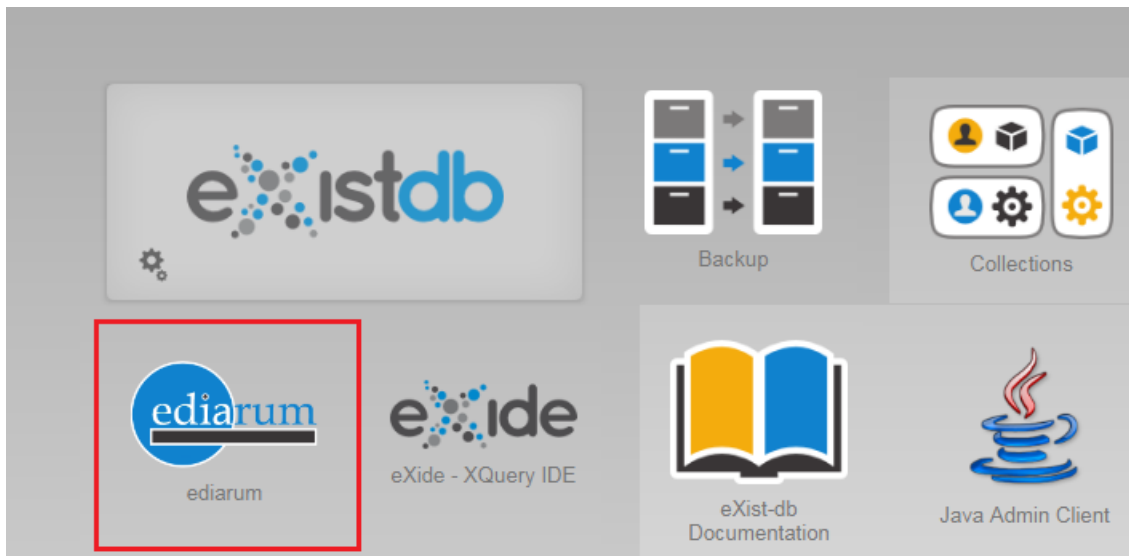 eXistdb
Backup
Collections
ediarum
ediarum
eXide
eXide - XQuery IDE
eXist-db
Documentation
Java Admin Client